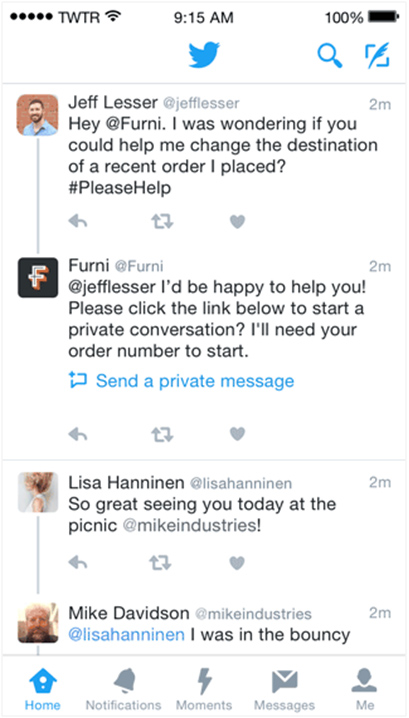 TWTR 9:15 AM 100%
Jeff Lesser @jefflesser 2m
Hey @Furni. I was wondering if you
could help me change the destination
of a recent order I placed?
#PleaseHelp
F
Furni @Furni 2m
@jefflesser I'd be happy to help you!
Please click the link below to start a
private conversation? I'll need your
order number to start.
Send a private message
Lisa Hanninen @lisahanninen 2m
So great seeing you today at the
picnic @mikeindustries!
Mike Davidson @mikeindustries 2m
@lisahanninen I was in the bouncy
Home Notifications Moments Messages Me